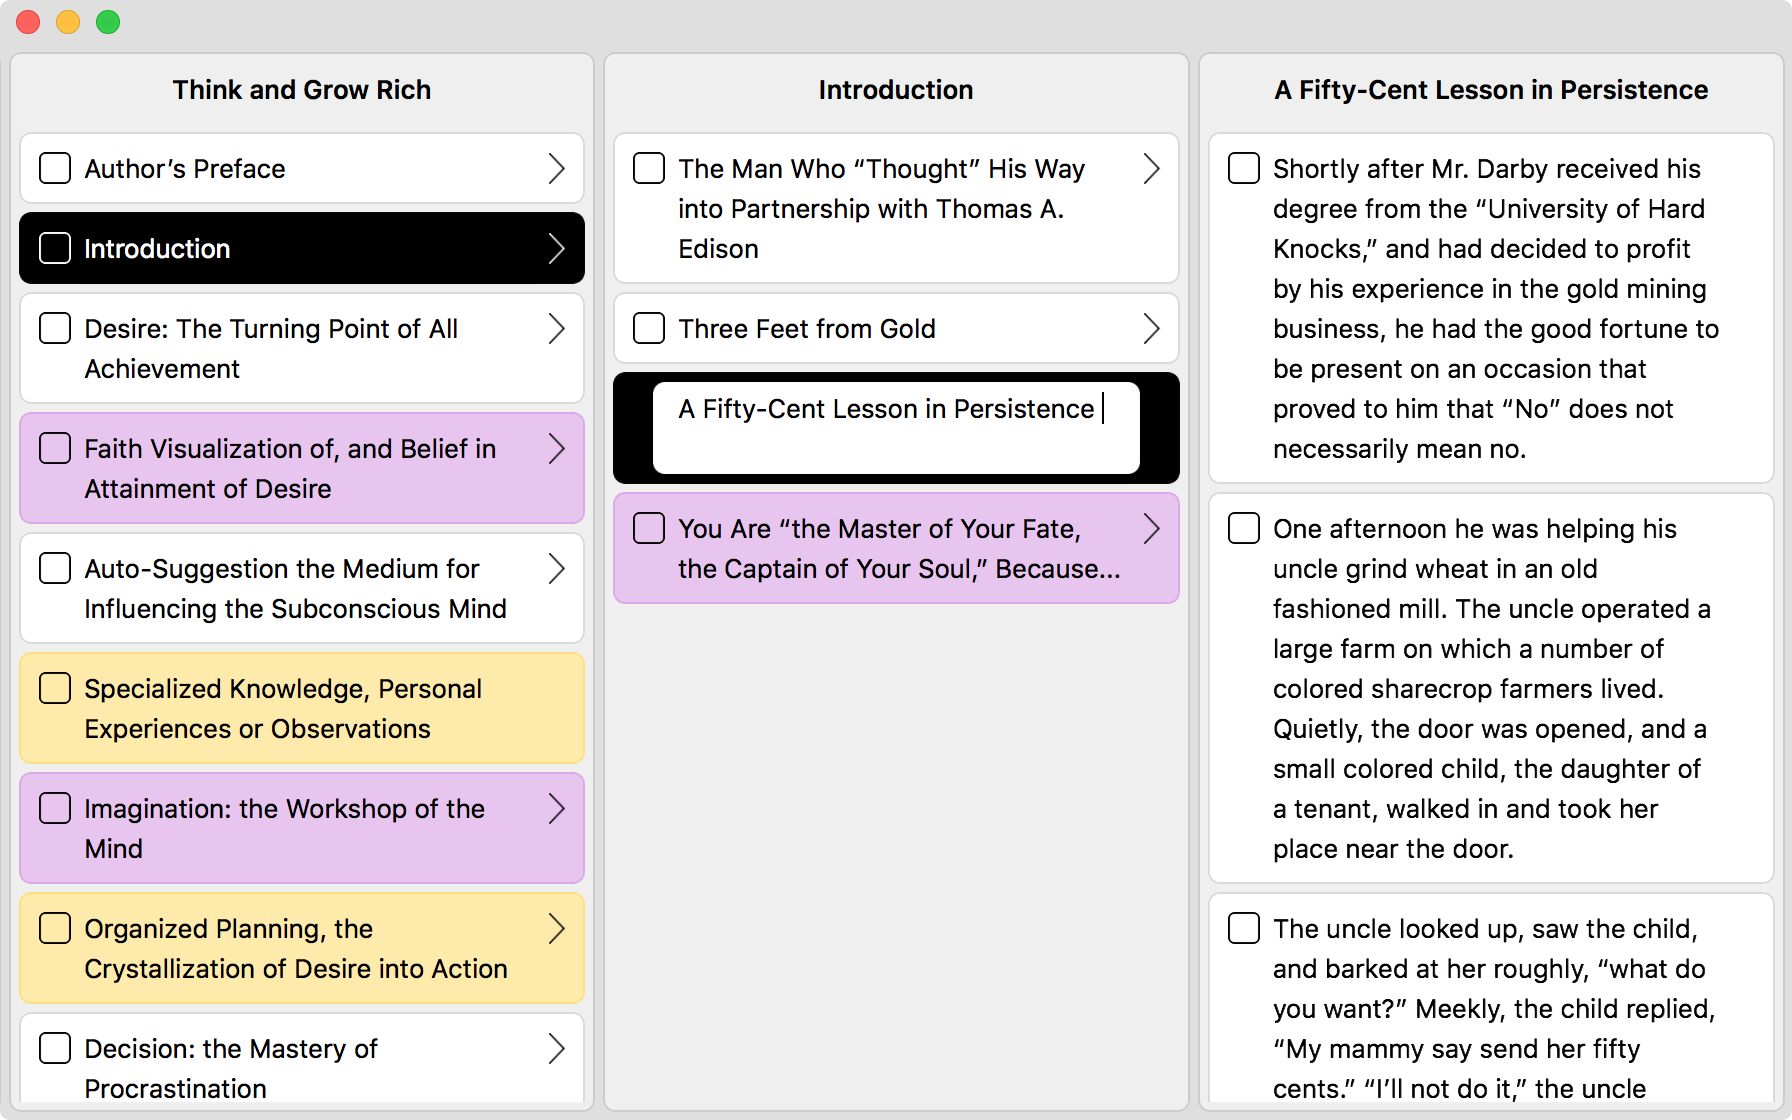 Think and Grow Rich
Author’s Preface
Introduction
Desire: The Turning Point of All
Achievement
Faith Visualization of, and Belief in
Attainment of Desire
Auto-Suggestion the Medium for
Influencing the Subconscious Mind
Specialized Knowledge, Personal
Experiences or Observations
Imagination: the Workshop of the
Mind
Organized Planning, the
Crystallization of Desire into Action
Decision: the Mastery of
Procrastination
Introduction
The Man Who “Thought” His Way
into Partnership with Thomas A.
Edison
Three Feet from Gold
A Fifty-Cent Lesson in Persistence
You Are “the Master of Your Fate,
the Captain of Your Soul,” Because...
A Fifty-Cent Lesson in Persistence
Shortly after Mr. Darby received his
degree from the “University of Hard
Knocks,” and had decided to profit
by his experience in the gold mining
business, he had the good fortune to
be present on an occasion that
proved to him that “No” does not
necessarily mean no.
One afternoon he was helping his
uncle grind wheat in an old
fashioned mill. The uncle operated a
large farm on which a number of
colored sharecrop farmers lived.
Quietly, the door was opened, and a
small colored child, the daughter of
a tenant, walked in and took her
place near the door.
The uncle looked up, saw the child,
and barked at her roughly, “what do
you want?” Meekly, the child replied,
“My mammy say send her fifty
cents.” “I’ll not do it,” the uncle